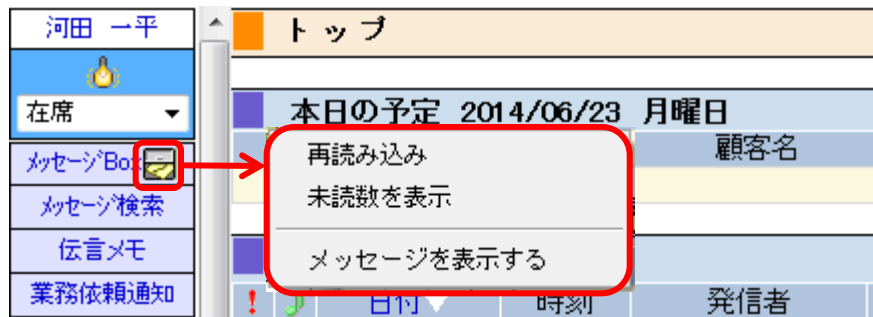 河田 一平
在席
メッセージBox
メッセージ検索
伝言メモ
業務依頼通知
トップ
本日の予定 2014/06/23 月曜日
顧客名
再読み込み
未読数を表示
メッセージを表示する
! 日付 時刻 発信者